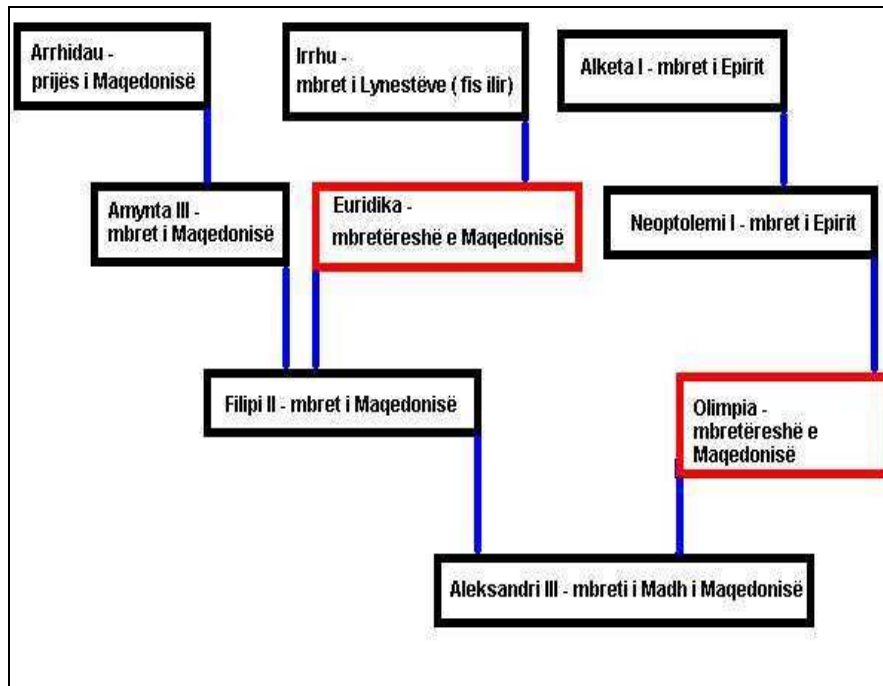 Arrhidau -
prijës i Maqedonisë
Irrhu -
mbret i Lynestëve ( fis ilir)
Alketa I - mbret i Epirit
Amynta III -
mbret i Maqedonisë
Euridika -
mbretëreshë e Maqedonisë
Neoptolemi I - mbret i Epirit
Filipi II - mbret i Maqedonisë
Olimpia -
mbretëreshë e
Maqedonisë
Aleksandri III - mbreti i Madh i Maqedonisë